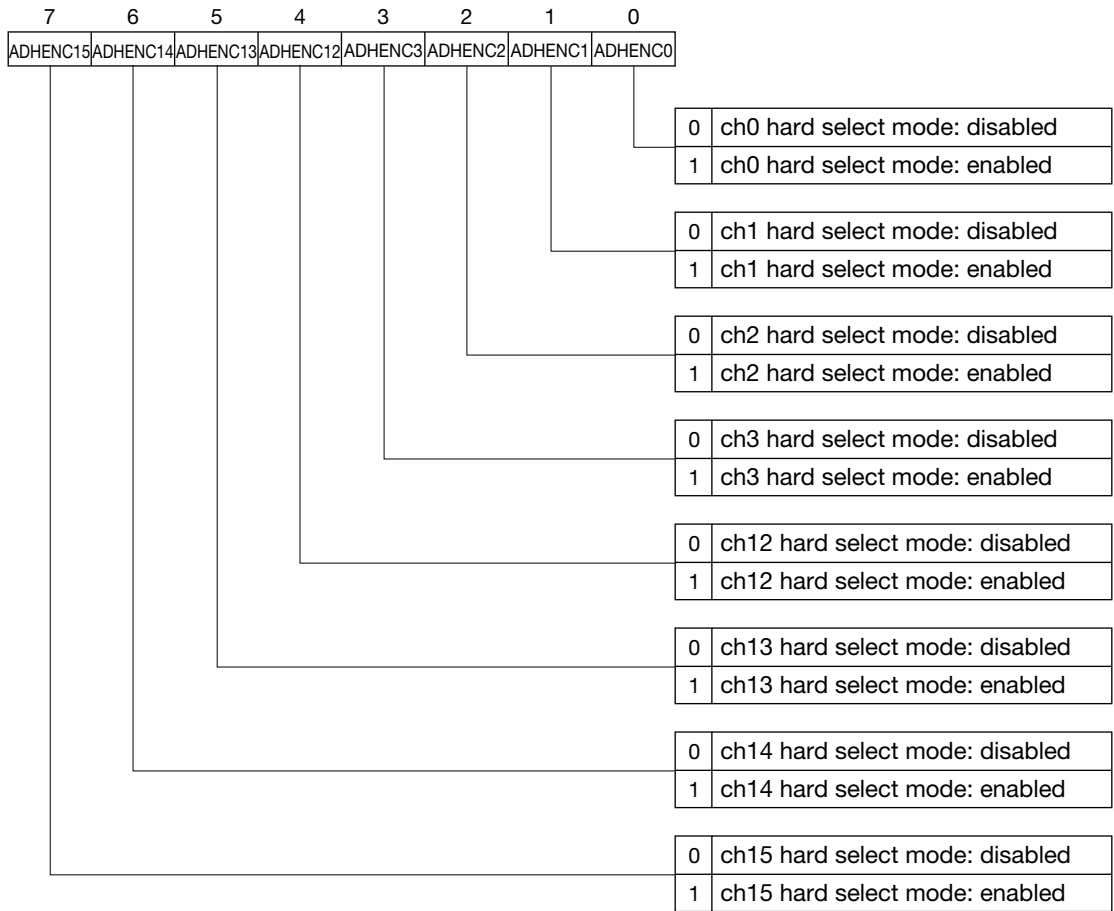 7 6 5 4 3 2 1 0
ADHENC15 ADHENC14 ADHENC13 ADHENC12 ADHENC3 ADHENC2 ADHENC1 ADHENC0
0 ch0 hard select mode: disabled
1 ch0 hard select mode: enabled
0 ch1 hard select mode: disabled
1 ch1 hard select mode: enabled
0 ch2 hard select mode: disabled
1 ch2 hard select mode: enabled
0 ch3 hard select mode: disabled
1 ch3 hard select mode: enabled
0 ch12 hard select mode: disabled
1 ch12 hard select mode: enabled
0 ch13 hard select mode: disabled
1 ch13 hard select mode: enabled
0 ch14 hard select mode: disabled
1 ch14 hard select mode: enabled
0 ch15 hard select mode: disabled
1 ch15 hard select mode: enabled